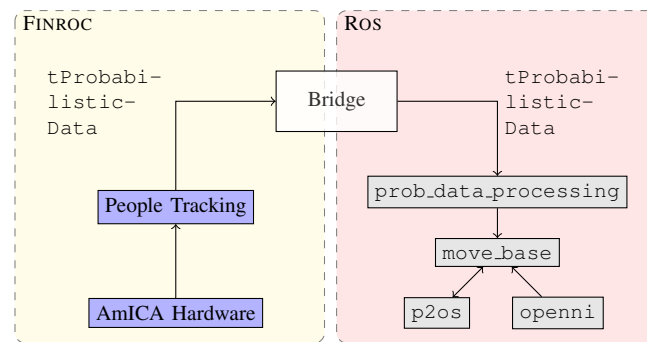 FINROC
tProbabi-
listic-
Data
People Tracking
AmICA Hardware
Bridge
ROS
tProbabi-
listic-
Data
prob_data_processing
move_base
p2os
openni